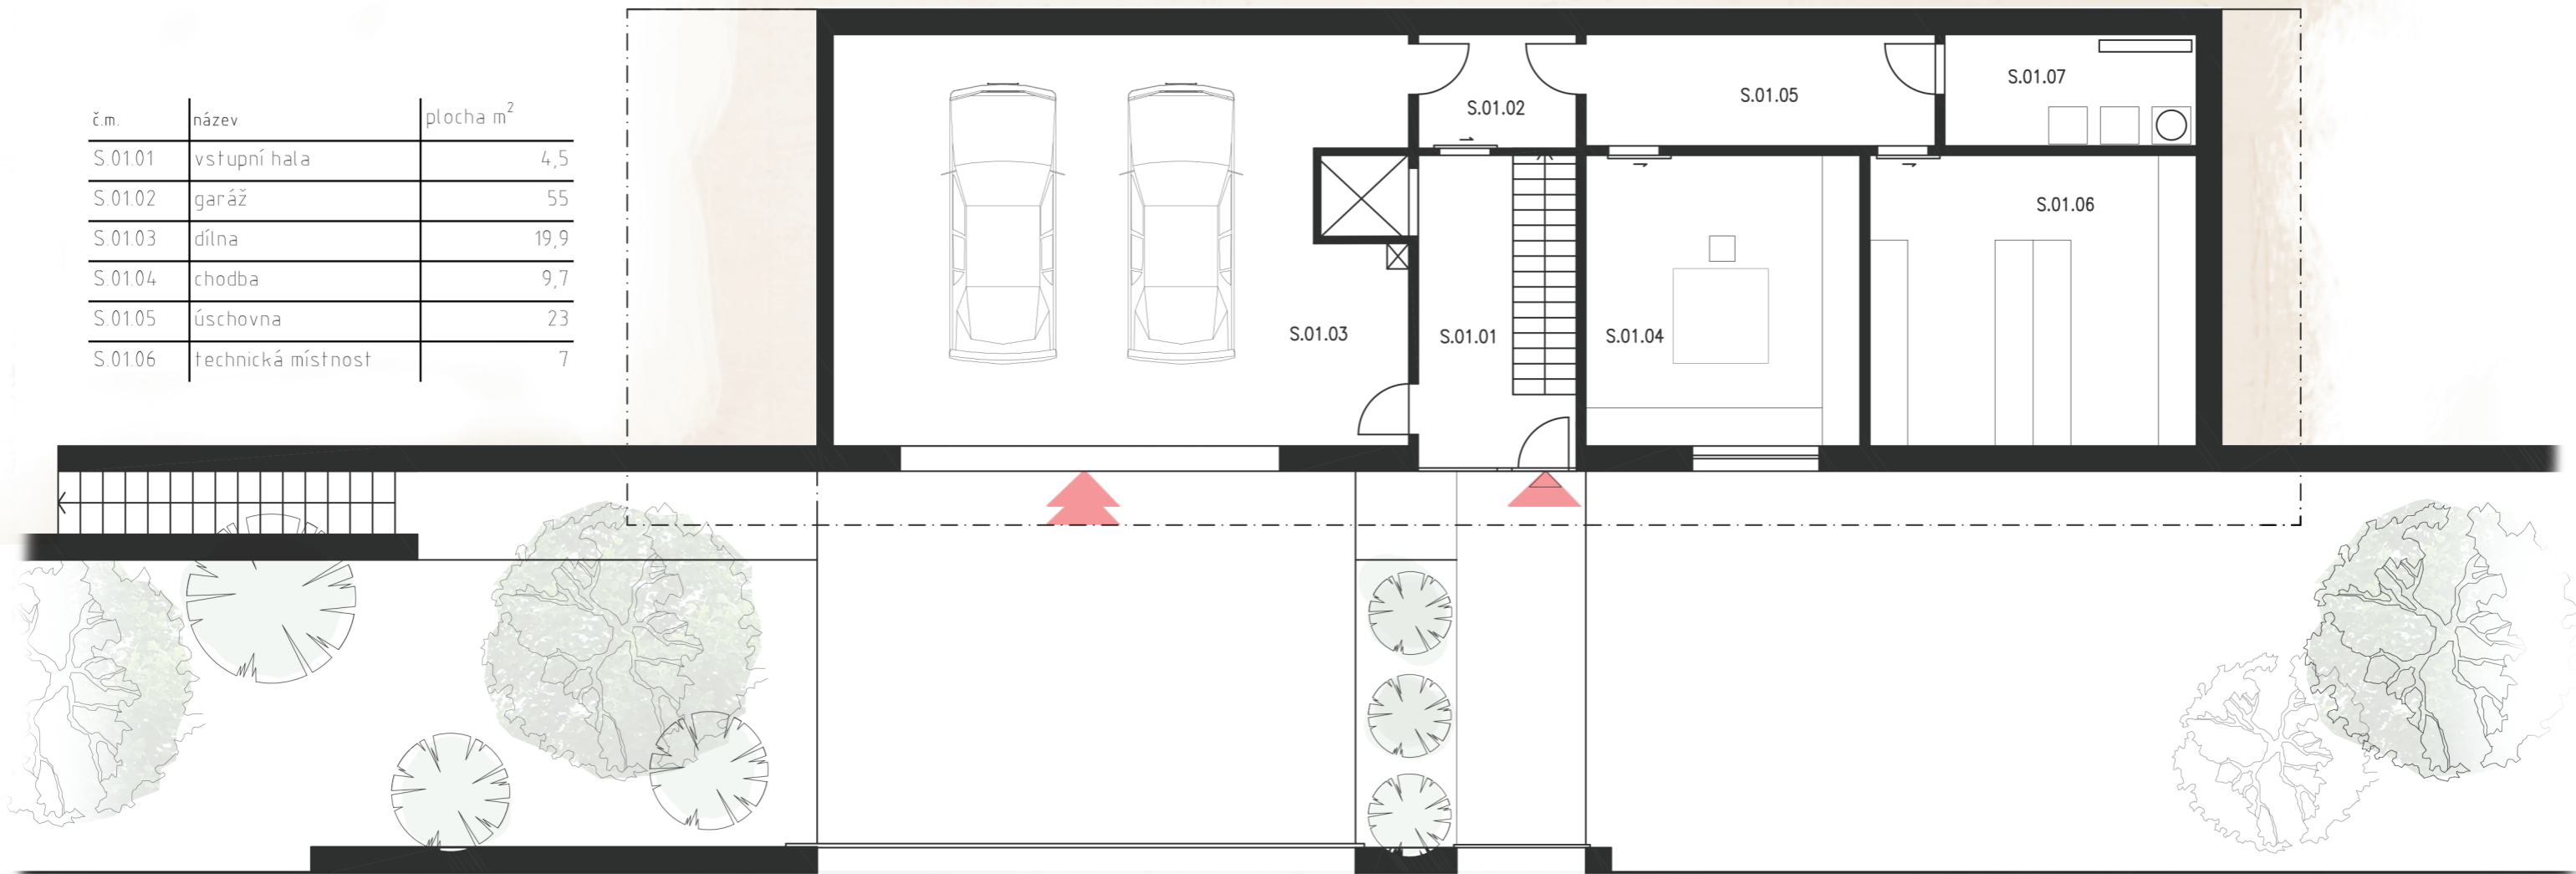 č.m. název plocha m²
S.01.01 vstupní hala 4,5
S.01.02 garáž 55
S.01.03 dílna 19,9
S.01.04 chodba 9,7
S.01.05 úschovna 23
S.01.06 technická místnost 7
S.01.07
S.01.05
S.01.02
S.01.06
S.01.03
S.01.01
S.01.04